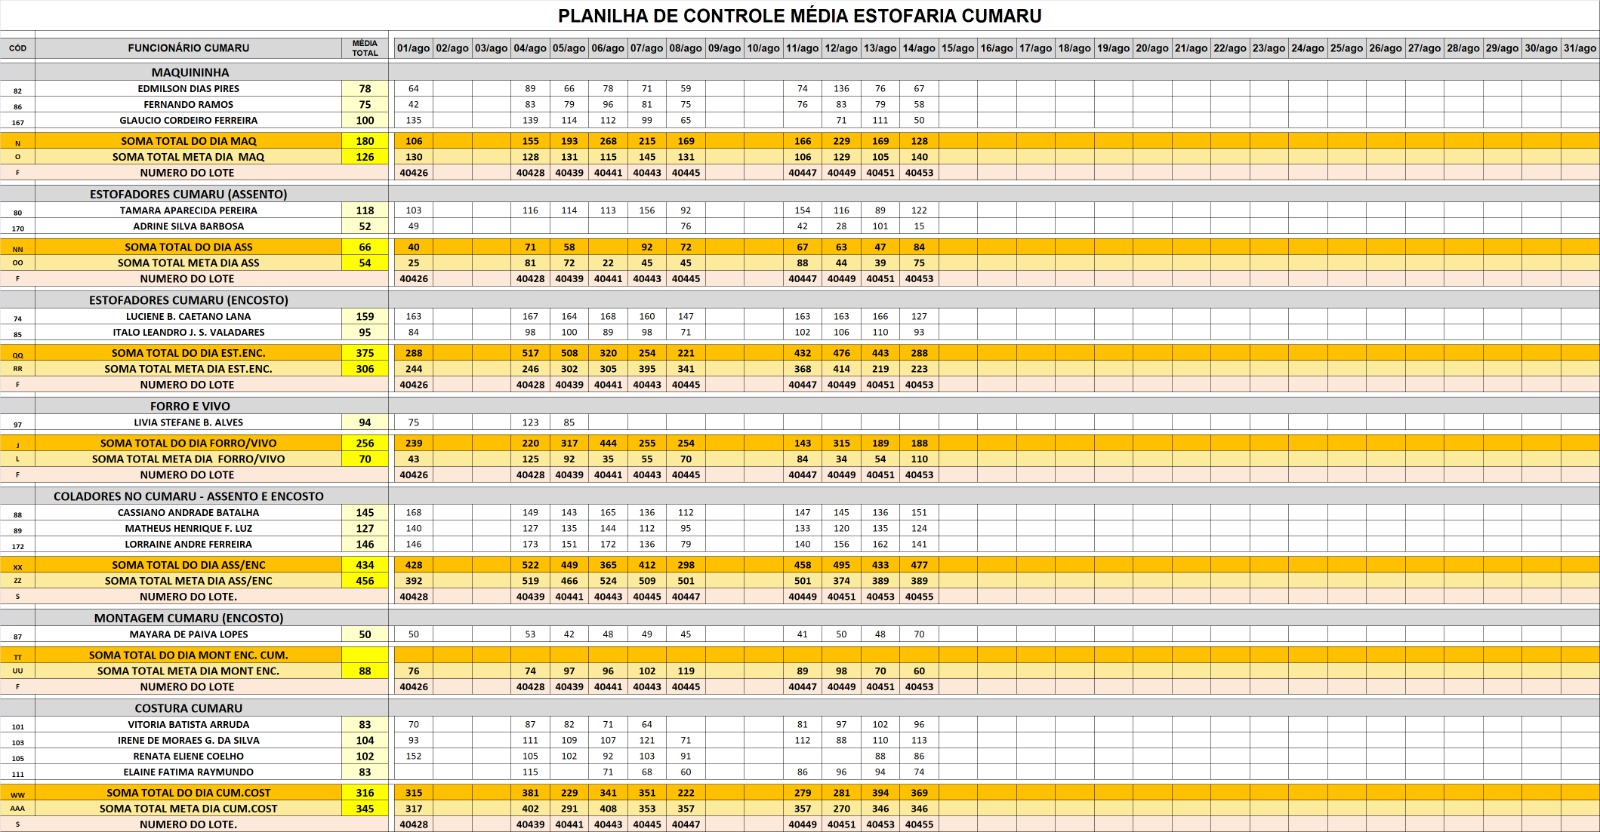 PLANILHA DE CONTROLE MÉDIA ESTOFARIA CUMARU
CÓD FUNCIONÁRIO CUMARU MÉDIA TOTAL 01/ago 02/ago 03/ago 04/ago 05/ago 06/ago 07/ago 08/ago 09/ago 10/ago 11/ago 12/ago 13/ago 14/ago 15/ago 16/ago 17/ago 18/ago 19/ago 20/ago 21/ago 22/ago 23/ago 24/ago 25/ago 26/ago 27/ago 28/ago 29/ago 30/ago 31/ago
MAQUININHA
82 EDMILSON DIAS PIRES 78 64 89 66 78 71 59 74 136 76 67
86 FERNANDO RAMOS 75 42 83 79 96 81 75 76 83 79 58
167 GLAUCIO CORDEIRO FERREIRA 100 135 139 114 112 99 65 71 111 50
N SOMA TOTAL DO DIA MAQ 180 106 155 193 268 215 169 166 229 169 128
O SOMA TOTAL META DIA MAQ 126 130 128 131 115 145 131 106 129 105 140
F NUMERO DO LOTE 40426 40428 40439 40441 40443 40445 40447 40449 40451 40453
ESTOFADORES CUMARU (ASSENTO)
80 TAMARA APARECIDA PEREIRA 118 103 116 114 113 156 92 154 116 89 122
170 ADRINE SILVA BARBOSA 52 49 76 42 28 101 15
NN SOMA TOTAL DO DIA ASS 66 40 71 58 92 72 67 63 47 84
OO SOMA TOTAL META DIA ASS 54 25 81 72 22 45 45 88 44 39 75
F NUMERO DO LOTE 40426 40428 40439 40441 40443 40445 40447 40449 40451 40453
ESTOFADORES CUMARU (ENCOSTO)
74 LUCIENE B. CAETANO LANA 159 163 167 164 168 160 147 163 163 166 127
85 ITALO LEANDRO J. S. VALADARES 95 84 98 100 89 98 71 102 106 110 93
QQ SOMA TOTAL DO DIA EST.ENC. 375 288 517 508 320 254 221 432 476 443 288
RR SOMA TOTAL META DIA EST.ENC. 306 244 246 302 305 395 341 368 414 219 223
F NUMERO DO LOTE 40426 40428 40439 40441 40443 40445 40447 40449 40451 40453
FORRO E VIVO
97 LIVIA STEFANE B. ALVES 94 75 123 85
J SOMA TOTAL DO DIA FORRO/VIVO 256 239 220 317 444 255 254 143 315 189 188
L SOMA TOTAL META DIA FORRO/VIVO 70 43 125 92 35 55 70 84 34 54 110
F NUMERO DO LOTE 40426 40428 40439 40441 40443 40445 40447 40449 40451 40453
COLADORES NO CUMARU - ASSENTO E ENCOSTO
88 CASSIANO ANDRADE BATALHA 145 168 149 143 165 136 112 147 145 136 151
89 MATHEUS HENRIQUE F. LUZ 127 140 127 135 144 112 95 133 120 135 124
172 LORRAINE ANDRE FERREIRA 146 146 173 151 172 136 79 140 156 162 141
XX SOMA TOTAL DO DIA ASS/ENC 434 428 522 449 365 412 298 458 495 433 477
ZZ SOMA TOTAL META DIA ASS/ENC 456 392 519 466 524 509 501 501 374 389 389
S NUMERO DO LOTE. 40428 40439 40441 40443 40445 40447 40449 40451 40453 40455
MONTAGEM CUMARU (ENCOSTO)
87 MAYARA DE PAIVA LOPES 50 50 53 42 48 49 45 41 50 48 70
TT SOMA TOTAL DO DIA MONT ENC. CUM.
UU SOMA TOTAL META DIA MONT ENC. 88 76 74 97 96 102 119 89 98 70 60
F NUMERO DO LOTE 40426 40428 40439 40441 40443 40445 40447 40449 40451 40453
COSTURA CUMARU
101 VITORIA BATISTA ARRUDA 83 70 87 82 71 64 81 97 102 96
103 IRENE DE MORAES G. DA SILVA 104 93 111 109 107 121 71 112 88 110 113
105 RENATA ELIENE COELHO 102 152 105 102 92 103 91 88 86
111 ELAINE FATIMA RAYMUNDO 83 115 71 68 60 86 96 94 74
WW SOMA TOTAL DO DIA CUM.COST 316 315 381 229 341 351 222 279 281 394 369
AAA SOMA TOTAL META DIA CUM.COST 345 317 402 291 408 353 357 357 270 346 346
S NUMERO DO LOTE. 40428 40439 40441 40443 40445 40447 40449 40451 40453 40455